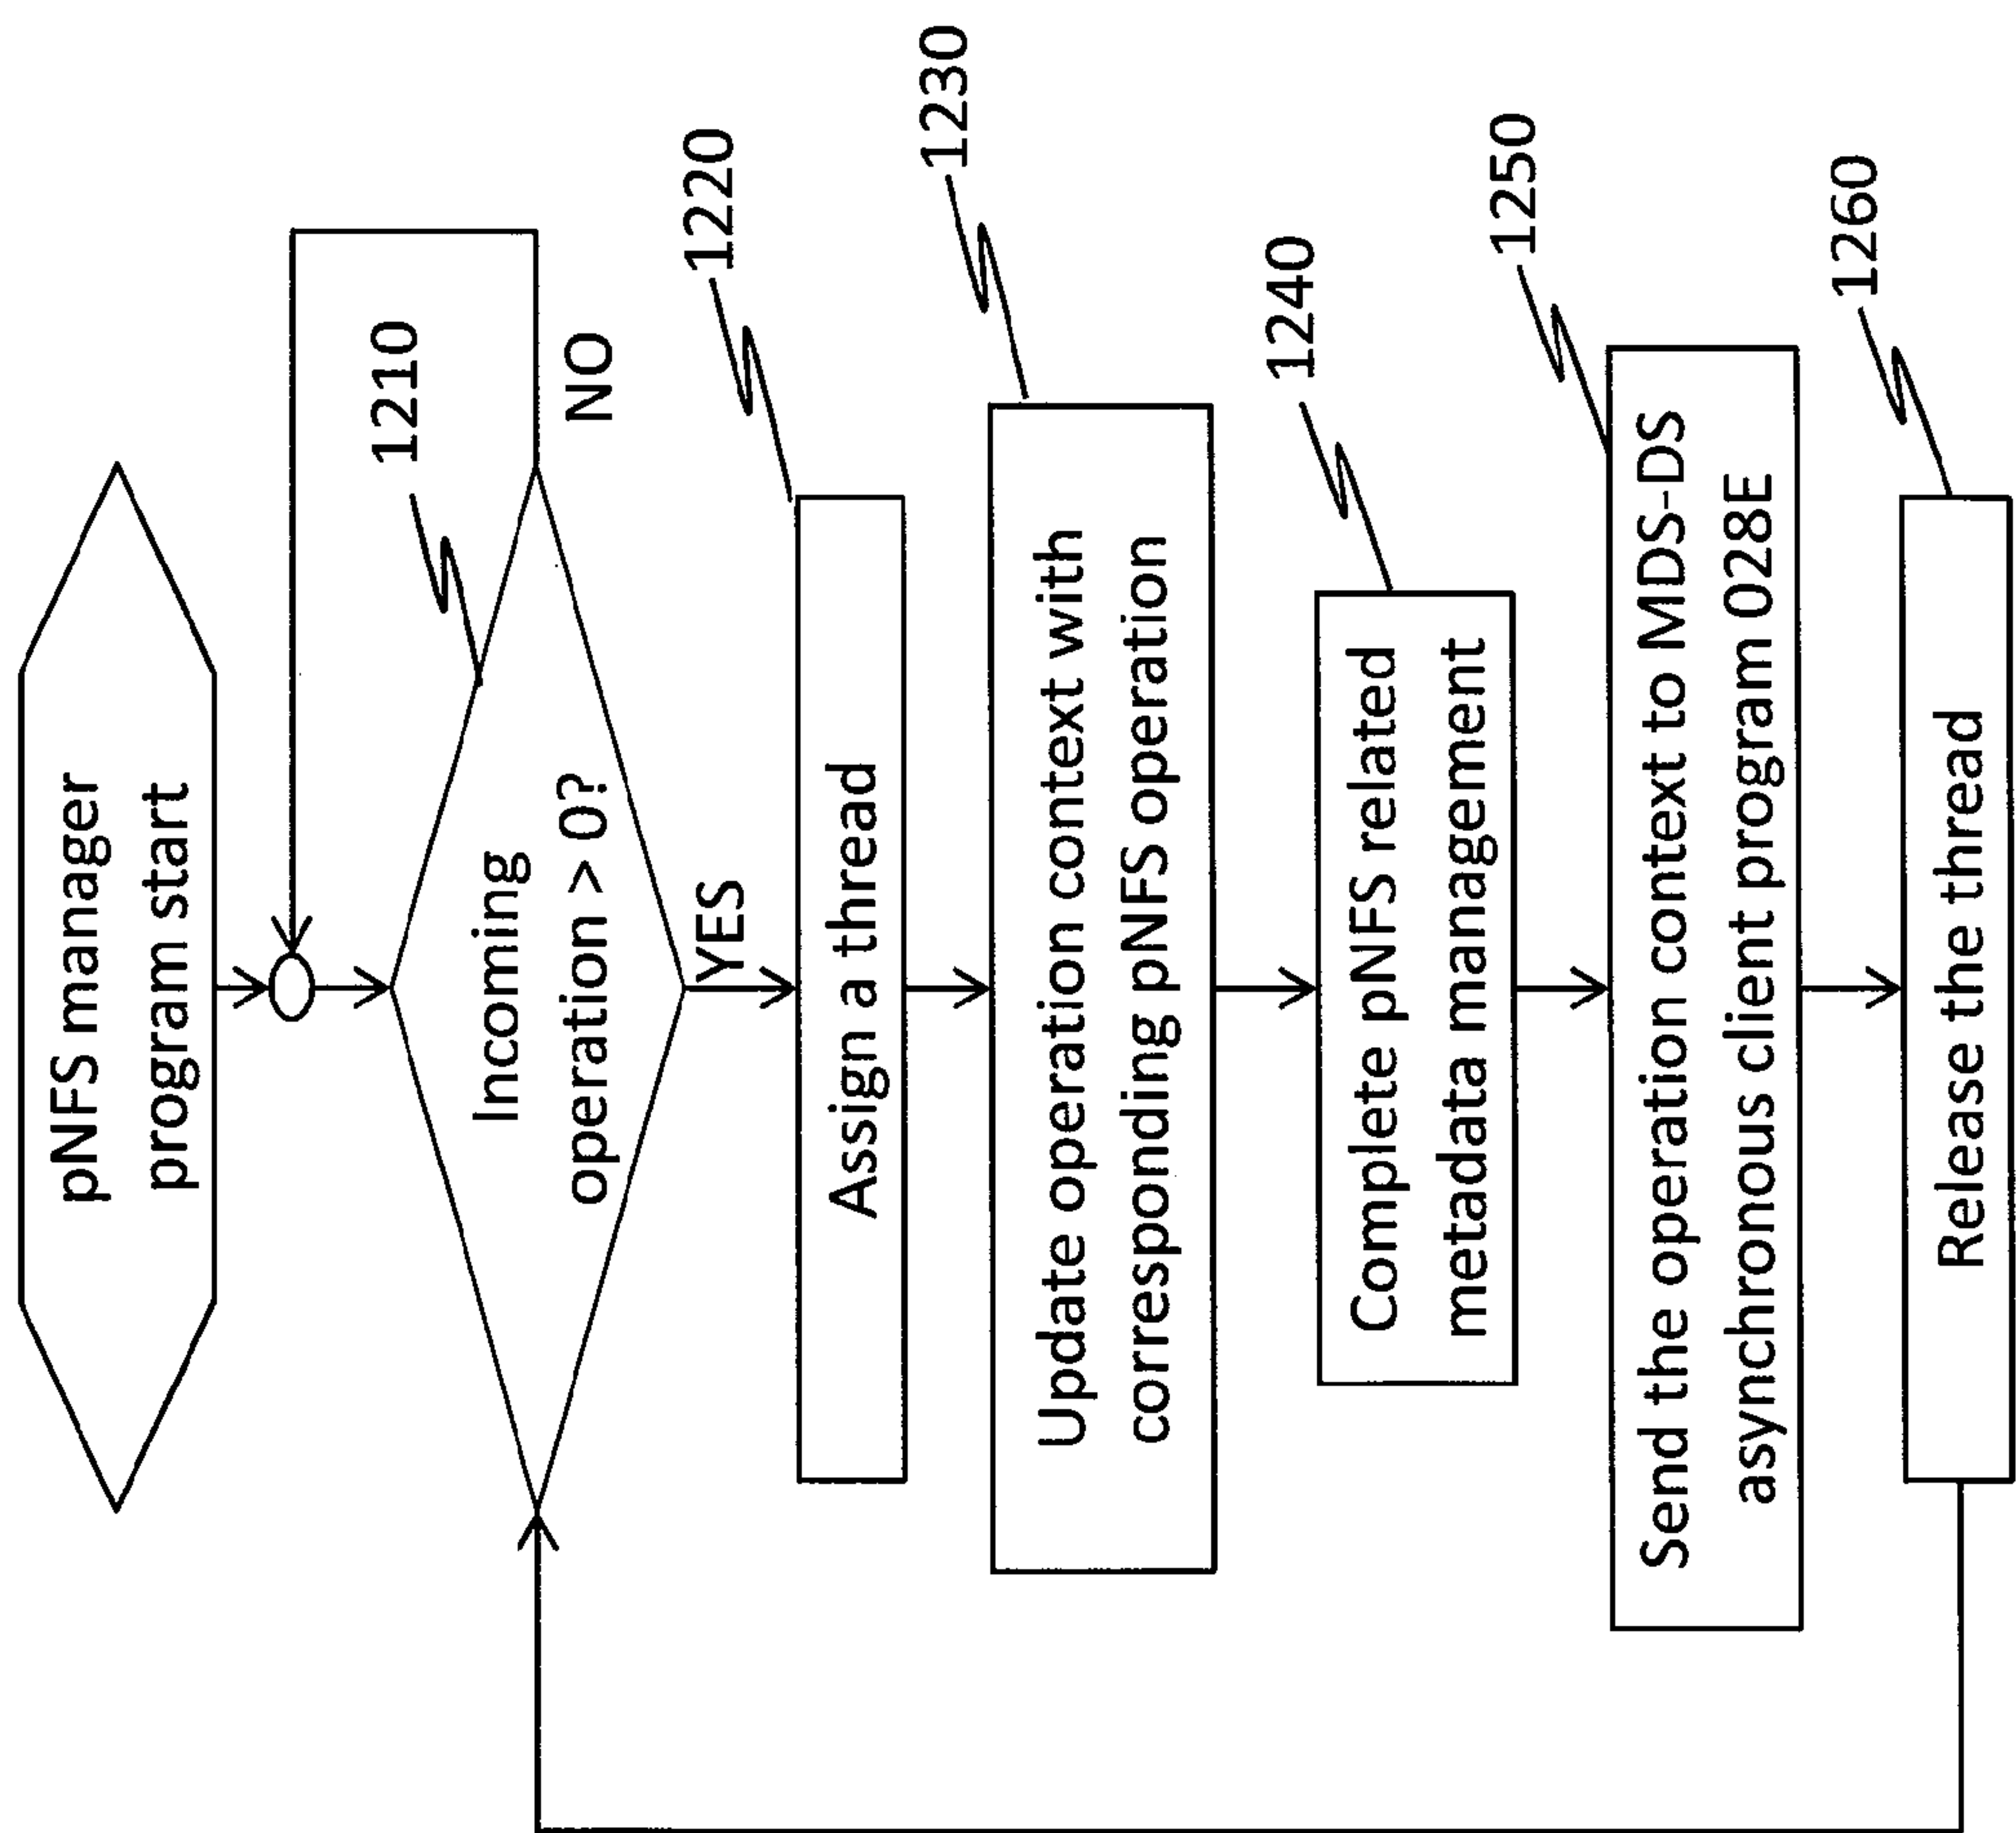 pNFS manager
program start
1210
Incoming
operation > 0?
NO
YES
1220
Assign a thread
1230
Update operation context with
corresponding pNFS operation
1240
Complete pNFS related
metadata management
1250
Send the operation context to MDS-DS
asynchronous client program 028E
1260
Release the thread